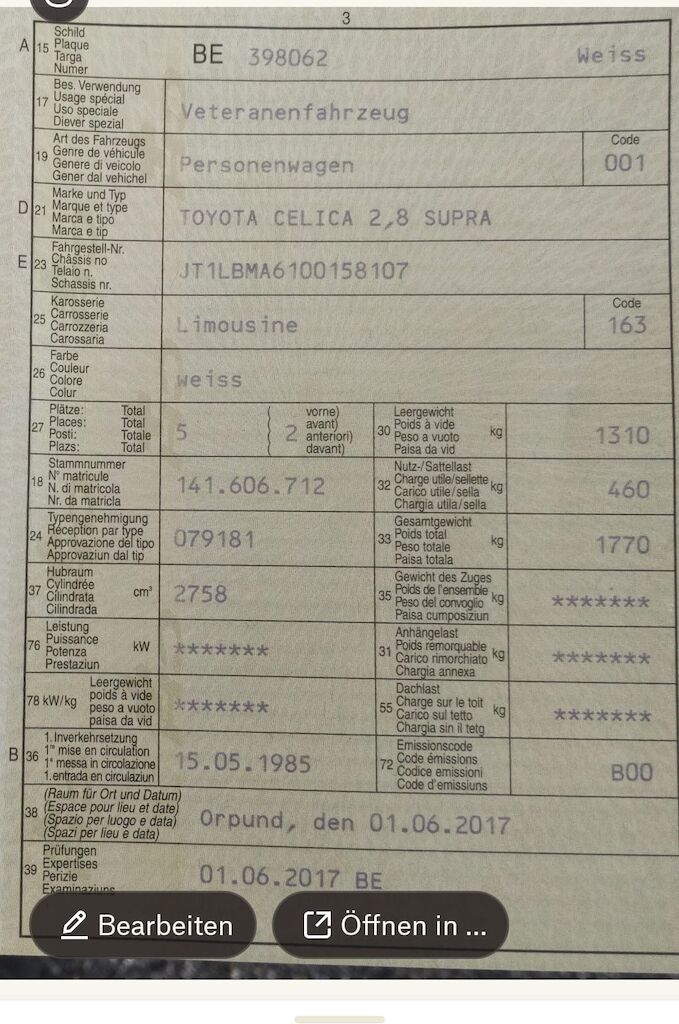 3
A 15 Schild BE 398062 Weiss
Plaque
Targa
Numer
17 Bes. Verwendung Veteranenfahrzeug
Usage spécial
Uso speciale
Diever spezial
19 Art des Fahrzeugs Personenwagen Code 001
Genre de véhicule
Genere di veicolo
Gener dal vehichel
D 21 Marke und Typ TOYOTA CELICA 2,8 SUPRA
Marque et type
Marca e tipo
Marca e tip
E 23 Fahrgestell-Nr. JT1LBMA6100158107
Châssis no
Telaio n.
Schassis nr.
25 Karosserie Limousine Code 163
Carrosserie
Carrozzeria
Carossaria
26 Farbe weiss
Couleur
Colore
Colur
27 Plätze: Total 5 ( 2 vorne)
Places: Total avant)
Posti: Totale anteriori)
Plazs: Total davant)
30 Leergewicht kg 1310
Poids à vide
Peso a vuoto
Paisa da vid
18 Stammnummer 141.606.712
N° matricule
N. di matricola
Nr. da matricla
32 Nutz-/Sattellast kg 460
Charge utile/sellette
Carico utile/sella
Chargia utila/sella
24 Typengenehmigung 079181
Réception par type
Approvazione del tipo
Approvaziun dal tip
33 Gesamtgewicht kg 1770
Poids total
Peso totale
Paisa totala
37 Hubraum cm³ 2758
Cylindrée
Cilindrata
Cilindrada
35 Gewicht des Zuges kg *******
Poids de l'ensemble
Peso del convoglio
Paisa cumposiziun
76 Leistung kW *******
Puissance
Potenza
Prestaziun
31 Anhängelast kg *******
Poids remorquable
Carico rimorchiato
Chargia annexa
78 kW/kg Leergewicht *******
poids à vide
peso a vuoto
paisa da vid
55 Dachlast kg *******
Charge sur le toit
Carico sul tetto
Chargia sin il tetg
B 36 1. Inverkehrsetzung 15.05.1985
1re mise en circulation
1a messa in circolazione
1. entrada en circulaziun
72 Emissionscode B00
Code émissions
Codice emissioni
Code d'emissiuns
38 (Raum für Ort und Datum) Orpund, den 01.06.2017
(Espace pour lieu et date)
(Spazio per luogo e data)
(Spazi per lieu e data)
39 Prüfungen 01.06.2017 BE
Expertises
Perizie
Examinaziuns
Bearbeiten Öffnen in ...